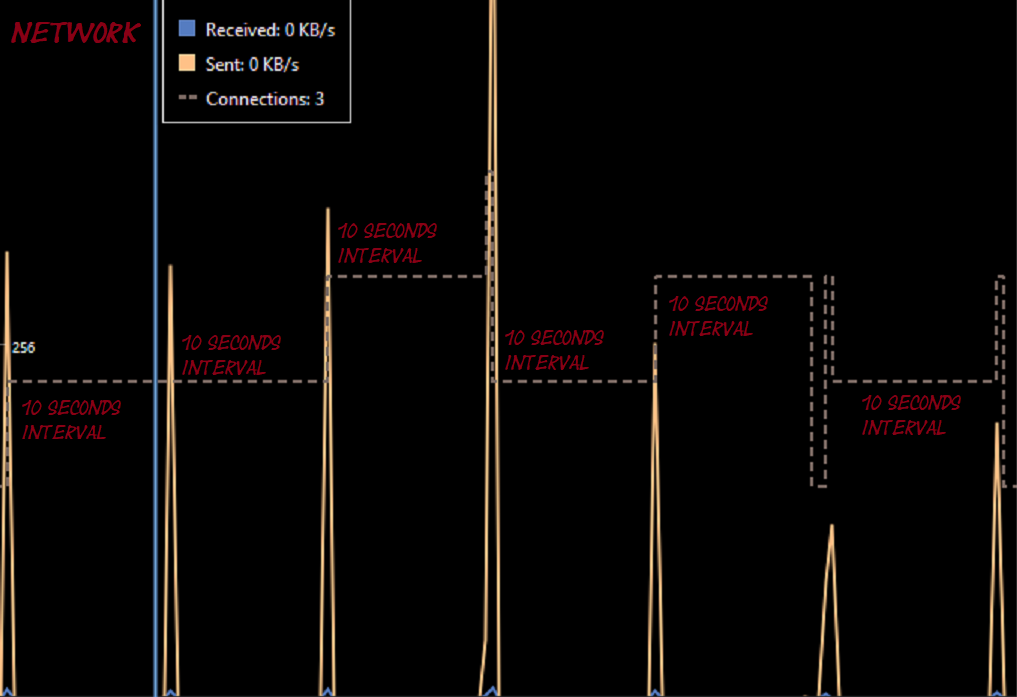 NETWORK
Received: 0 KB/s
Sent: 0 KB/s
Connections: 3
10 SECONDS
INTERVAL
10 SECONDS
INTERVAL
10 SECONDS
INTERVAL
10 SECONDS
INTERVAL
256
10 SECONDS
INTERVAL
10 SECONDS
INTERVAL